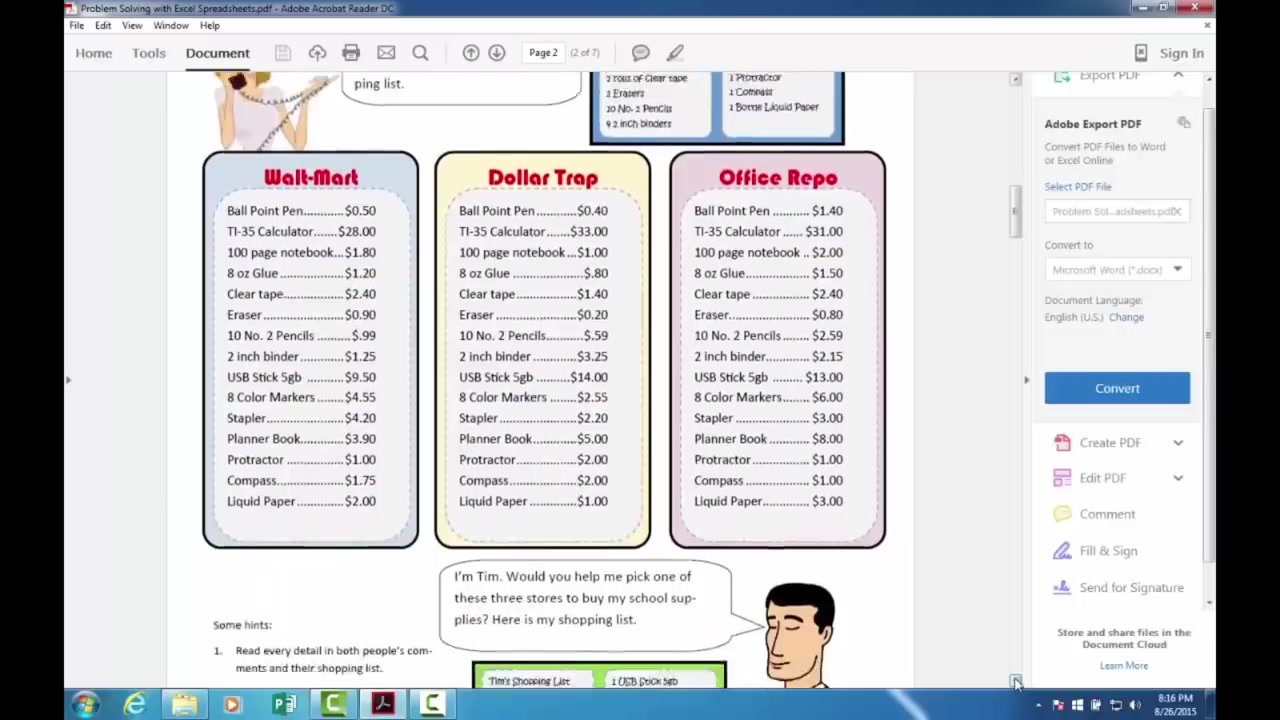 Problem Solving with Excel Spreadsheets.pdf - Adobe Acrobat Reader DC
File Edit View Window Help
Home Tools Document Page 2 (2 of 7) Sign In
ping list.
2 rolls of Clear tape
2 Erasers
20 No. 2 Pencils
4 2 inch binders
1 Protractor
1 Compass
1 Bottle Liquid Paper
Walt-Mart
Ball Point Pen............$0.50
TI-35 Calculator.......$28.00
100 page notebook...$1.80
8 oz Glue ..................$1.20
Clear tape.................$2.40
Eraser .......................$0.90
10 No. 2 Pencils .........$.99
2 inch binder ............$1.25
USB Stick 5gb ...........$9.50
8 Color Markers ........$4.55
Stapler......................$4.20
Planner Book.............$3.90
Protractor ................$1.00
Compass...................$1.75
Liquid Paper..............$2.00
Dollar Trap
Ball Point Pen ...........$0.40
TI-35 Calculator........$33.00
100 page notebook...$1.00
8 oz Glue ....................$.80
Clear tape.................$1.40
Eraser .......................$0.20
10 No. 2 Pencils..........$.59
2 inch binder ............$3.25
USB Stick 5gb ..........$14.00
8 Color Markers ........$2.55
Stapler .....................$2.20
Planner Book.............$5.00
Protractor.................$2.00
Compass...................$2.00
Liquid Paper .............$1.00
Office Repo
Ball Point Pen .......... $1.40
TI-35 Calculator ...... $31.00
100 page notebook .. $2.00
8 oz Glue.................. $1.50
Clear tape ................ $2.40
Eraser....................... $0.80
10 No. 2 Pencils ....... $2.59
2 inch binder............ $2.15
USB Stick 5gb ........ $13.00
8 Color Markers....... $6.00
Stapler ..................... $3.00
Planner Book ........... $8.00
Protractor ................ $1.00
Compass .................. $1.00
Liquid Paper............. $3.00
I'm Tim. Would you help me pick one of
these three stores to buy my school sup-
plies? Here is my shopping list.
Some hints:
1. Read every detail in both people's com-
ments and their shopping list.
Tim's Shopping List
1 USB Stick 5gb
Export PDF
Adobe Export PDF
Convert PDF Files to Word
or Excel Online
Select PDF File
Problem Sol...adsheets.pdf
Convert to
Microsoft Word (*.docx)
Document Language:
English (U.S.) Change
Convert
Create PDF
Edit PDF
Comment
Fill & Sign
Send for Signature
Store and share files in the
Document Cloud
Learn More
8:16 PM
8/26/2015